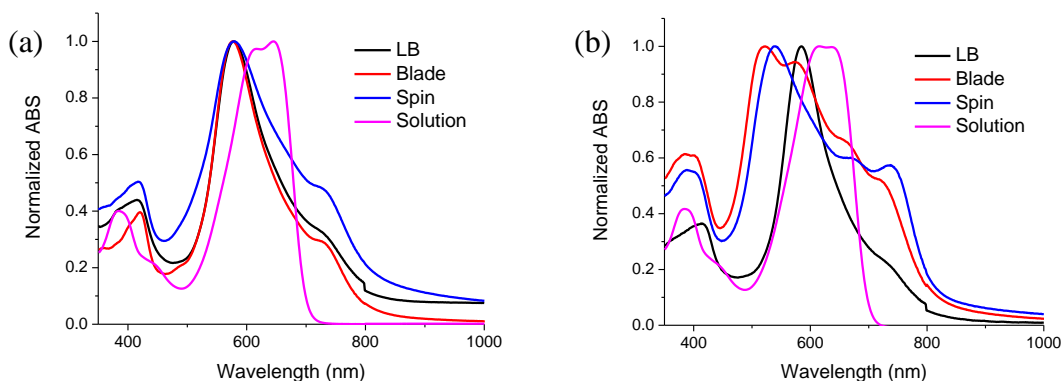 (a)
Normalized ABS
1.0
0.8
0.6
0.4
0.2
0.0
LB
Blade
Spin
Solution
400
600
800
1000
Wavelength (nm)
(b)
Normalized ABS
1.0
0.8
0.6
0.4
0.2
0.0
LB
Blade
Spin
Solution
400
600
800
1000
Wavelength (nm)